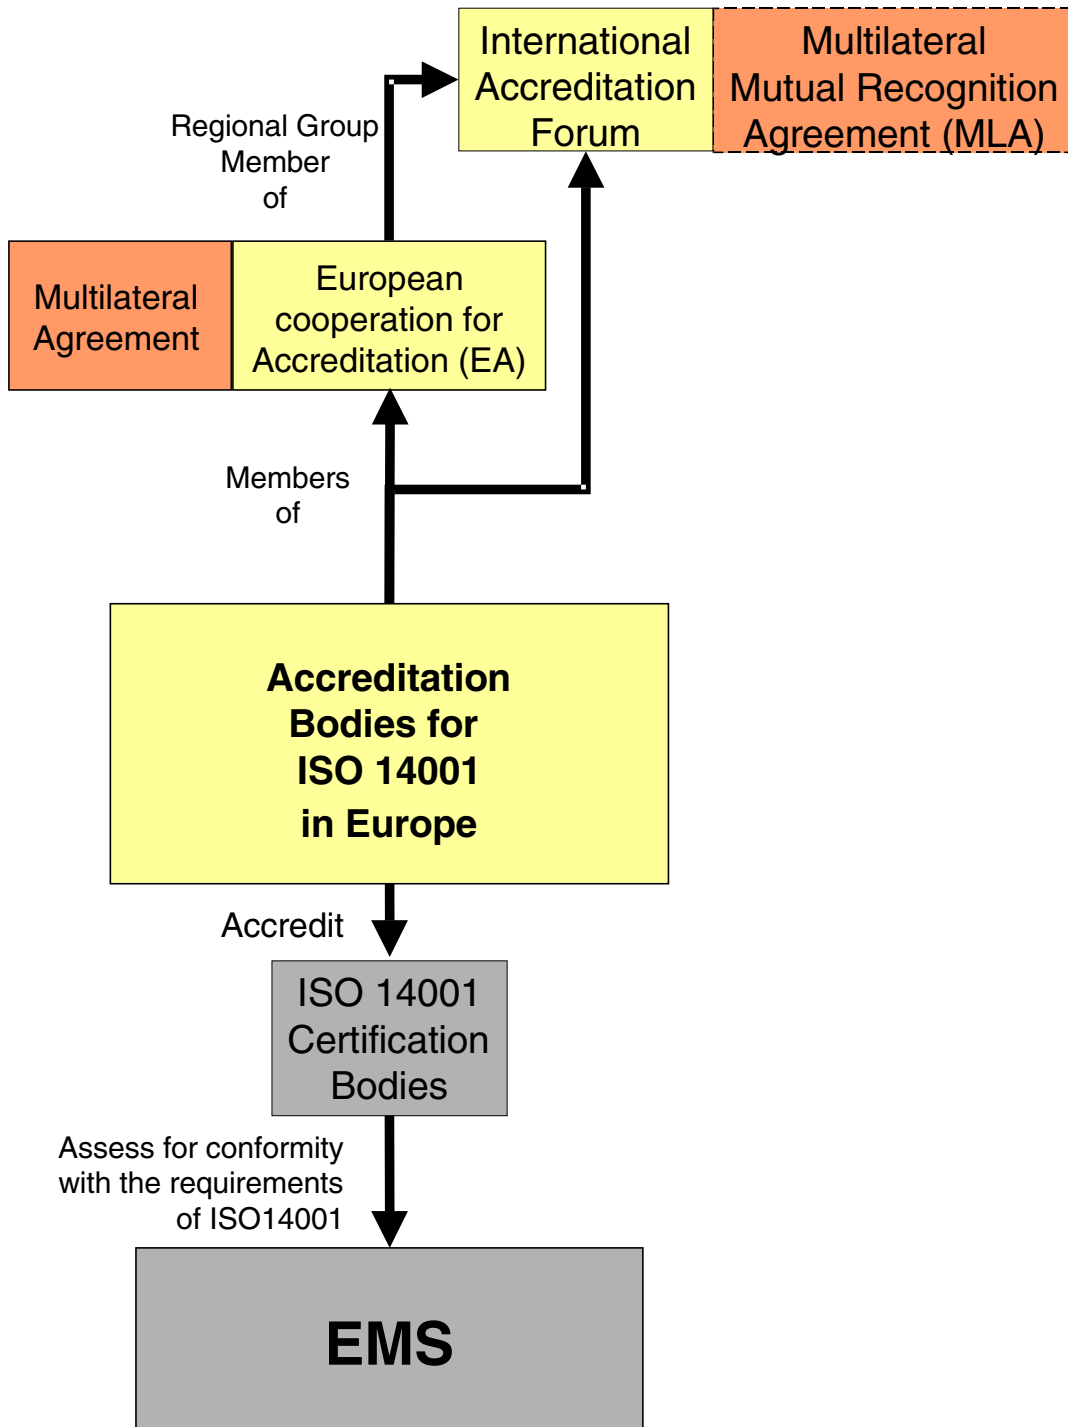 International
Accreditation
Forum
Multilateral
Mutual Recognition
Agreement (MLA)
Regional Group
Member
of
Multilateral
Agreement
European
cooperation for
Accreditation (EA)
Members
of
Accreditation
Bodies for
ISO 14001
in Europe
Accredit
ISO 14001
Certification
Bodies
Assess for conformity
with the requirements
of ISO14001
EMS